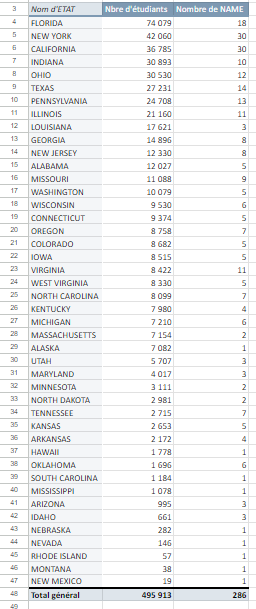 3 Nom d'ETAT Nbre d'étudiants Nombre de NAME
4 FLORIDA 74 079 18
5 NEW YORK 42 060 30
6 CALIFORNIA 36 785 30
7 INDIANA 30 893 10
8 OHIO 30 530 12
9 TEXAS 27 231 14
10 PENNSYLVANIA 24 708 13
11 ILLINOIS 21 160 11
12 LOUISIANA 17 621 3
13 GEORGIA 14 896 8
14 NEW JERSEY 12 330 8
15 ALABAMA 12 027 5
16 MISSOURI 11 088 9
17 WASHINGTON 10 079 5
18 WISCONSIN 9 530 6
19 CONNECTICUT 9 374 5
20 OREGON 8 758 7
21 COLORADO 8 682 5
22 IOWA 8 515 5
23 VIRGINIA 8 422 11
24 WEST VIRGINIA 8 330 5
25 NORTH CAROLINA 8 099 7
26 KENTUCKY 7 980 4
27 MICHIGAN 7 210 6
28 MASSACHUSETTS 7 154 2
29 ALASKA 7 082 1
30 UTAH 5 707 3
31 MARYLAND 4 017 3
32 MINNESOTA 3 111 2
33 NORTH DAKOTA 2 981 2
34 TENNESSEE 2 715 7
35 KANSAS 2 653 5
36 ARKANSAS 2 172 4
37 HAWAII 1 778 1
38 OKLAHOMA 1 696 6
39 SOUTH CAROLINA 1 184 1
40 MISSISSIPPI 1 078 1
41 ARIZONA 995 3
42 IDAHO 661 3
43 NEBRASKA 282 1
44 NEVADA 146 1
45 RHODE ISLAND 57 1
46 MONTANA 38 1
47 NEW MEXICO 19 1
48 Total général 495 913 286
49